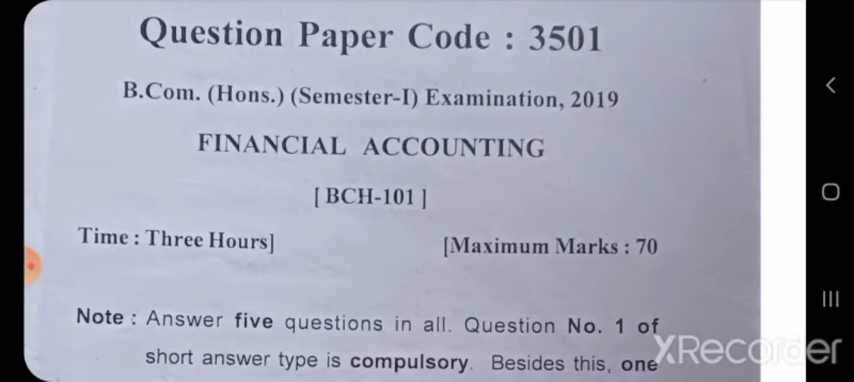 Question Paper Code : 3501
B.Com. (Hons.) (Semester-I) Examination, 2019
FINANCIAL ACCOUNTING
[ BCH-101 ]
Time : Three Hours]
[Maximum Marks : 70
Note : Answer five questions in all. Question No. 1 of
short answer type is compulsory. Besides this, one
XRecorder